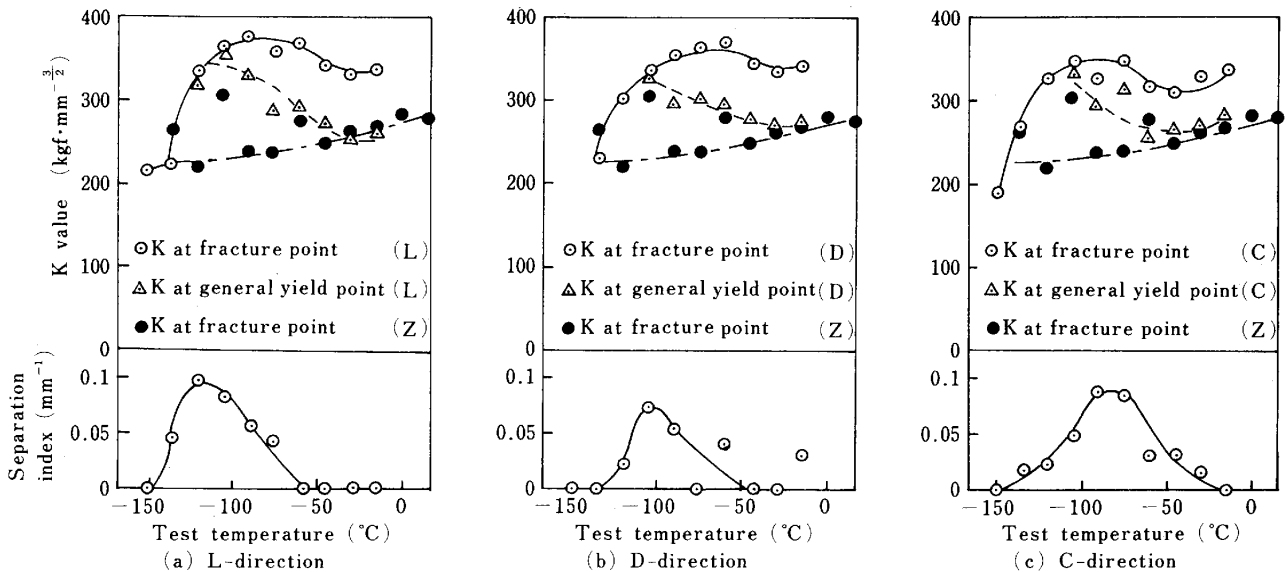 400
300
200
100
0
K value (kgf·mm⁻³⁄²)
⊙ K at fracture point (L)
△ K at general yield point (L)
● K at fracture point (Z)
0.1
0.05
0
Separation
index (mm⁻¹)
−150 −100 −50 0
Test temperature (°C)
(a) L-direction
400
300
200
100
0
⊙ K at fracture point (D)
△ K at general yield point (D)
● K at fracture point (Z)
0.1
0.05
0
−150 −100 −50 0
Test temperature (°C)
(b) D-direction
400
300
200
100
0
⊙ K at fracture point (C)
△ K at general yield point (C)
● K at fracture point (Z)
0.1
0.05
0
−150 −100 −50 0
Test temperature (°C)
(c) C-direction